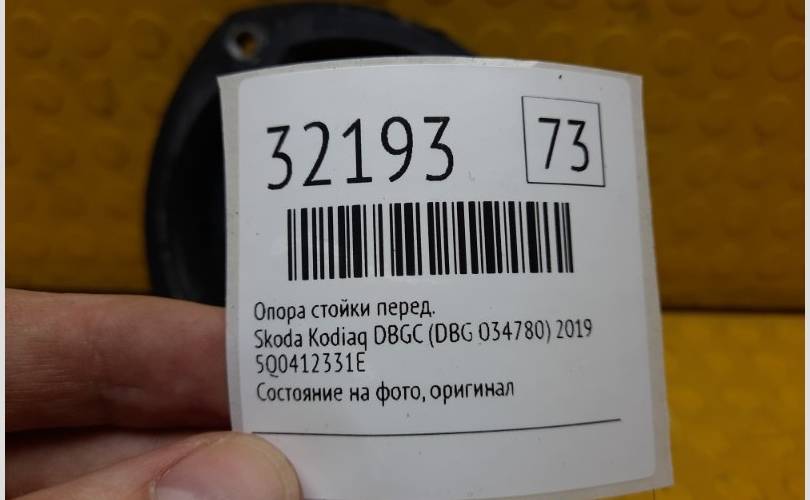 32193
73
Опора стойки перед.
Skoda Kodiaq DBGC (DBG 034780) 2019
5Q0412331E
Состояние на фото, оригинал